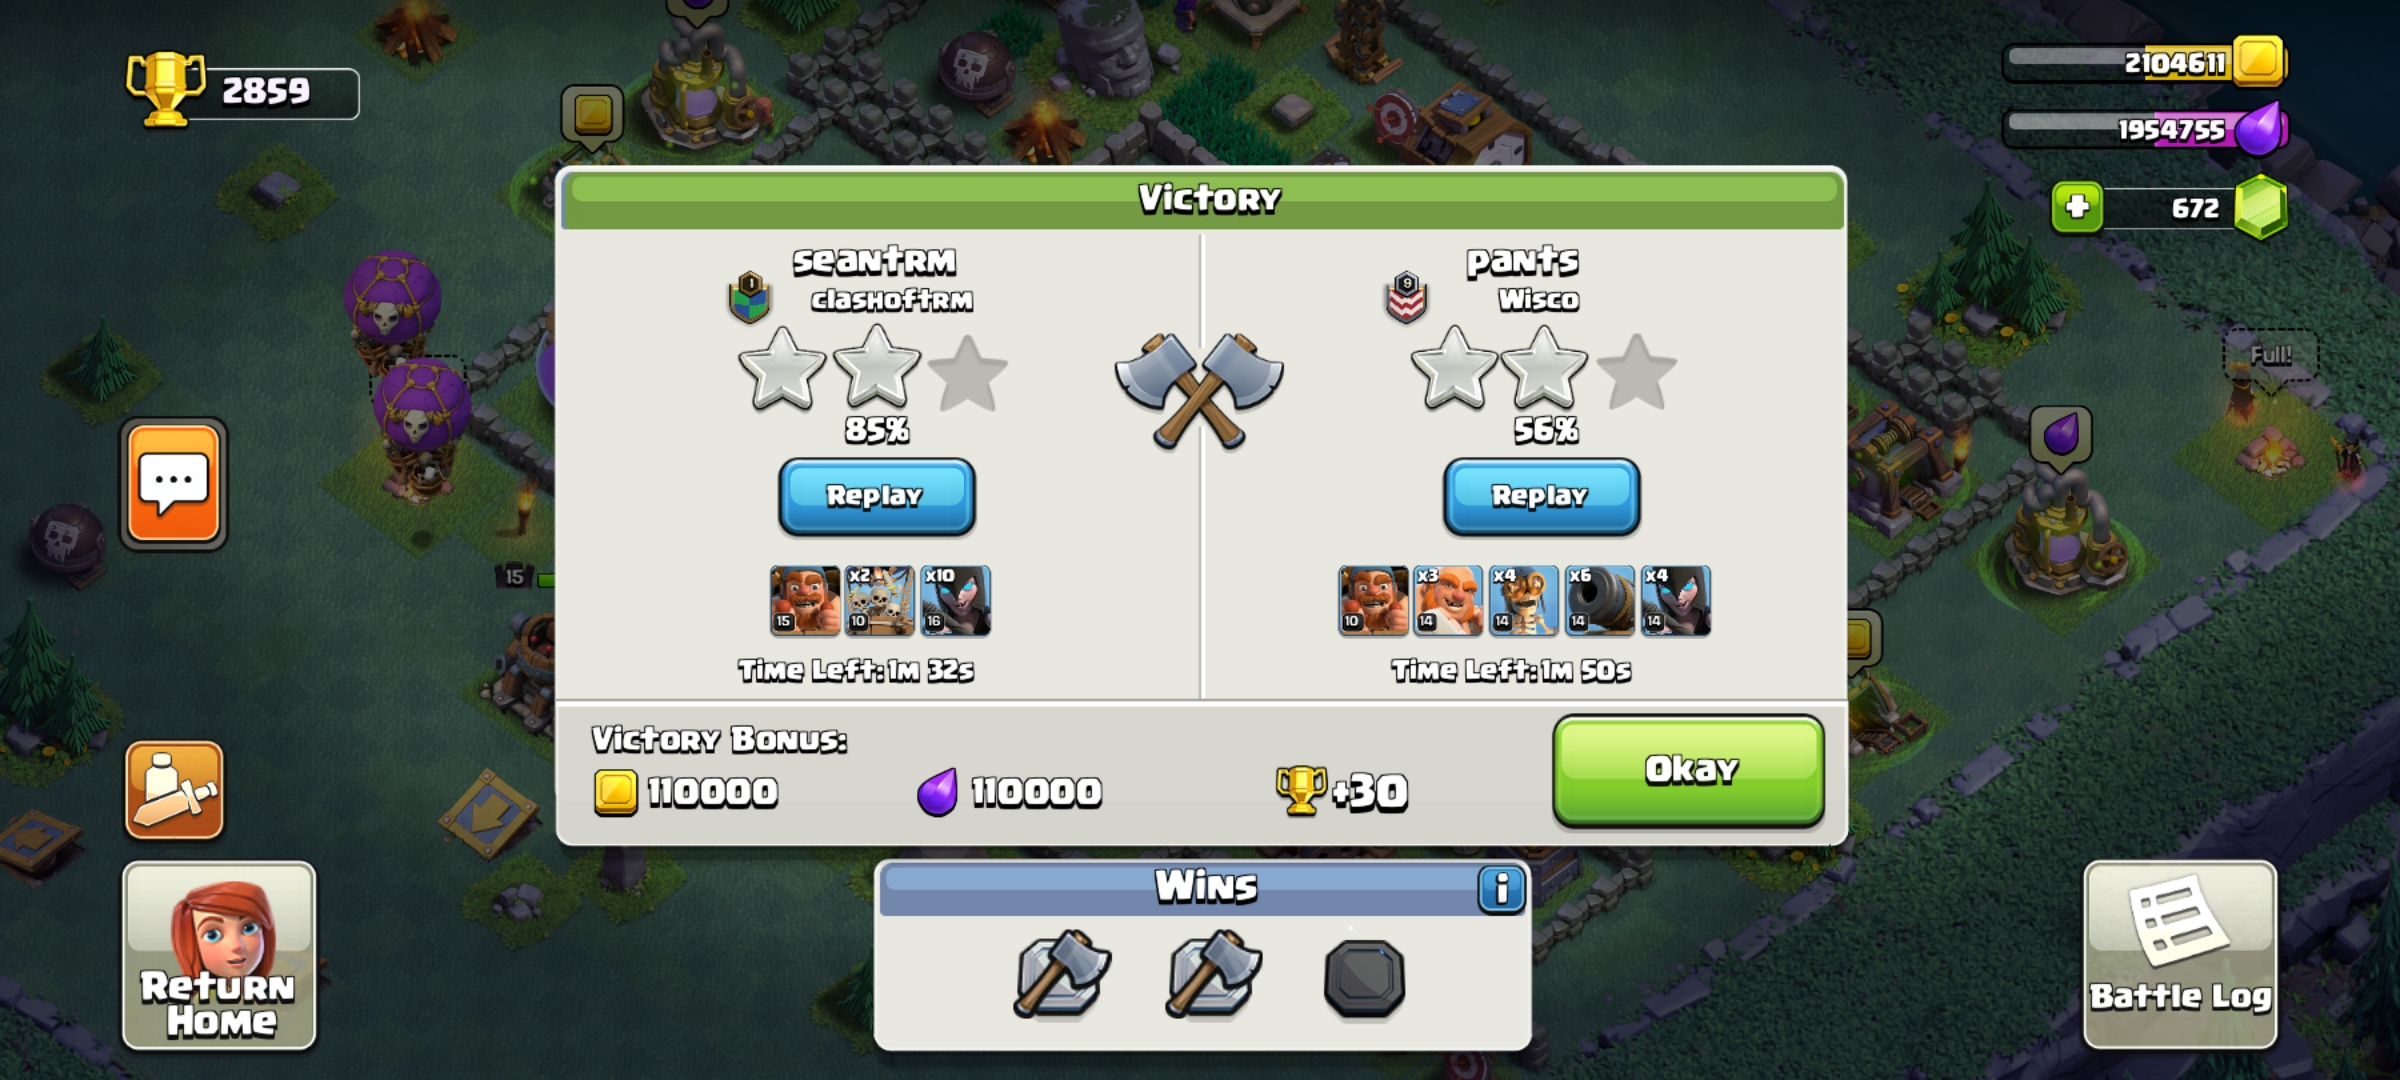 2859
2104611
1954755
672
Victory
seantrm
clashoftrm
1
85%
Replay
15
x2
10
x10
16
Time Left: 1m 32s
pants
Wisco
9
56%
Replay
10
x3
14
x4
14
x6
14
x4
14
Time Left: 1m 50s
Full!
15
Victory Bonus:
110000
110000
+30
Okay
Wins
i
Return
Home
Battle Log